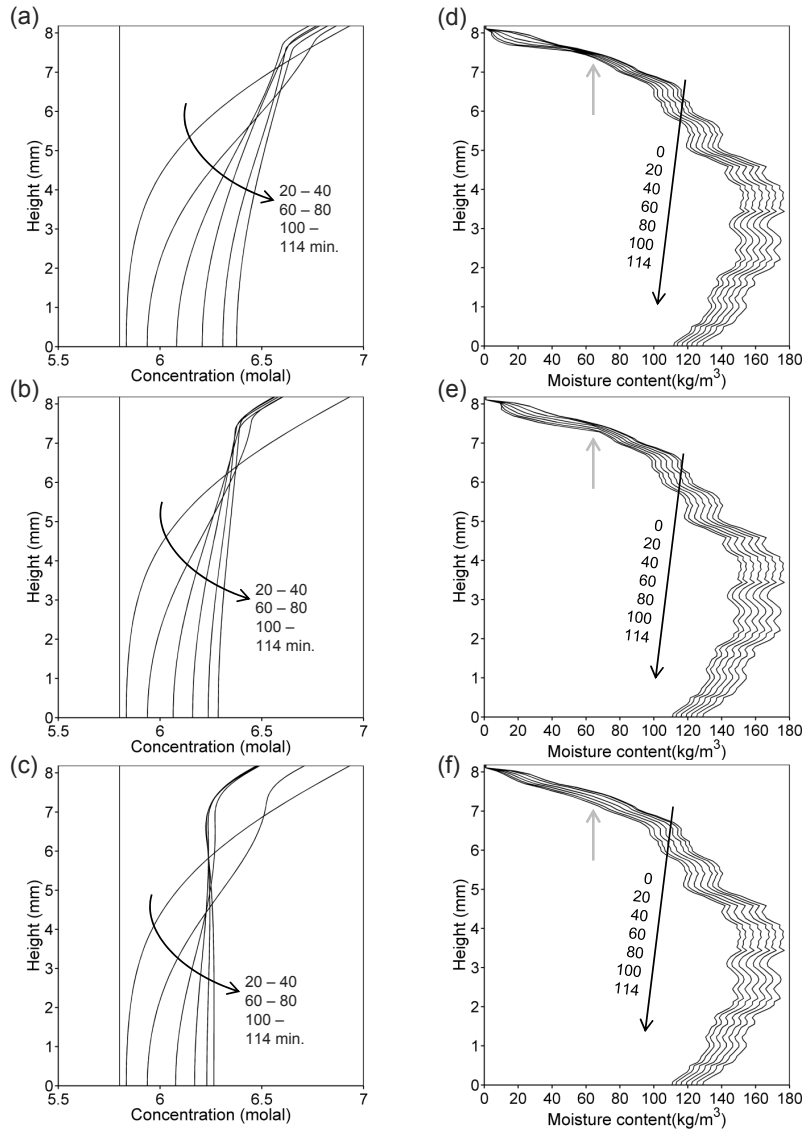 (a)
8
7
6
5
4
3
2
1
0
Height (mm)
20 – 40
60 – 80
100 –
114 min.
5.5 6 6.5 7
Concentration (molal)
(d)
8
7
6
5
4
3
2
1
0
Height (mm)
0
20
40
60
80
100
114
0 20 40 60 80 100 120 140 160 180
Moisture content(kg/m³)
(b)
8
7
6
5
4
3
2
1
0
Height (mm)
20 – 40
60 – 80
100 –
114 min.
5.5 6 6.5 7
Concentration (molal)
(e)
8
7
6
5
4
3
2
1
0
Height (mm)
0
20
40
60
80
100
114
0 20 40 60 80 100 120 140 160 180
Moisture content(kg/m³)
(c)
8
7
6
5
4
3
2
1
0
Height (mm)
20 – 40
60 – 80
100 –
114 min.
5.5 6 6.5 7
Concentration (molal)
(f)
8
7
6
5
4
3
2
1
0
Height (mm)
0
20
40
60
80
100
114
0 20 40 60 80 100 120 140 160 180
Moisture content(kg/m³)